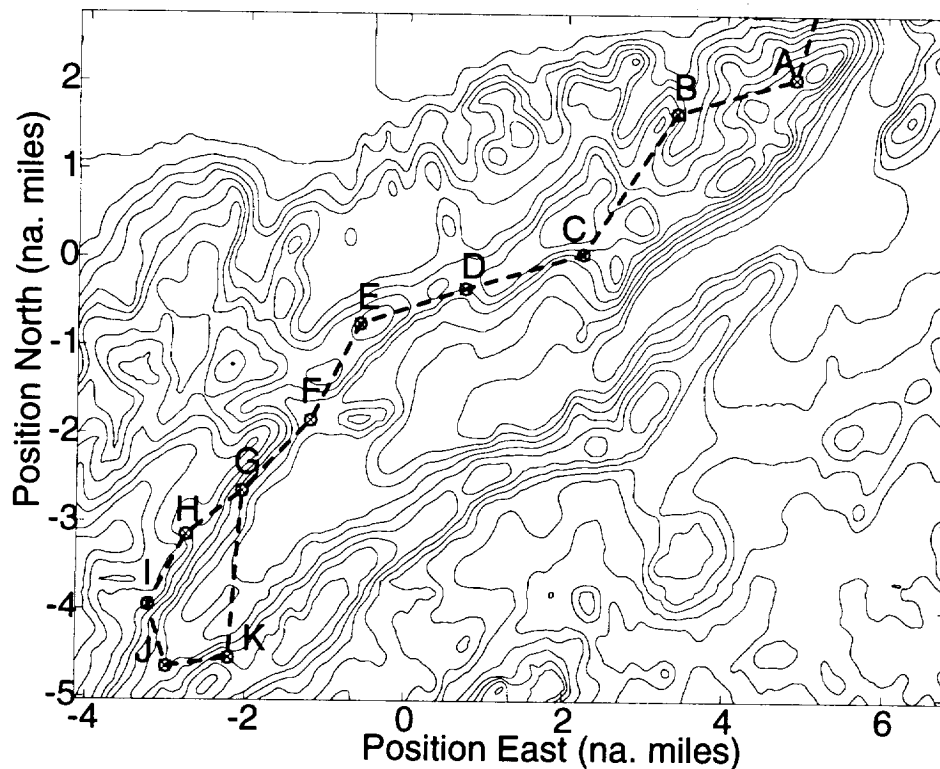 2
1
0
-1
-2
-3
-4
-5
Position North (na. miles)
A
B
C
D
E
F
G
H
I
J
K
-4
-2
0
2
4
6
Position East (na. miles)